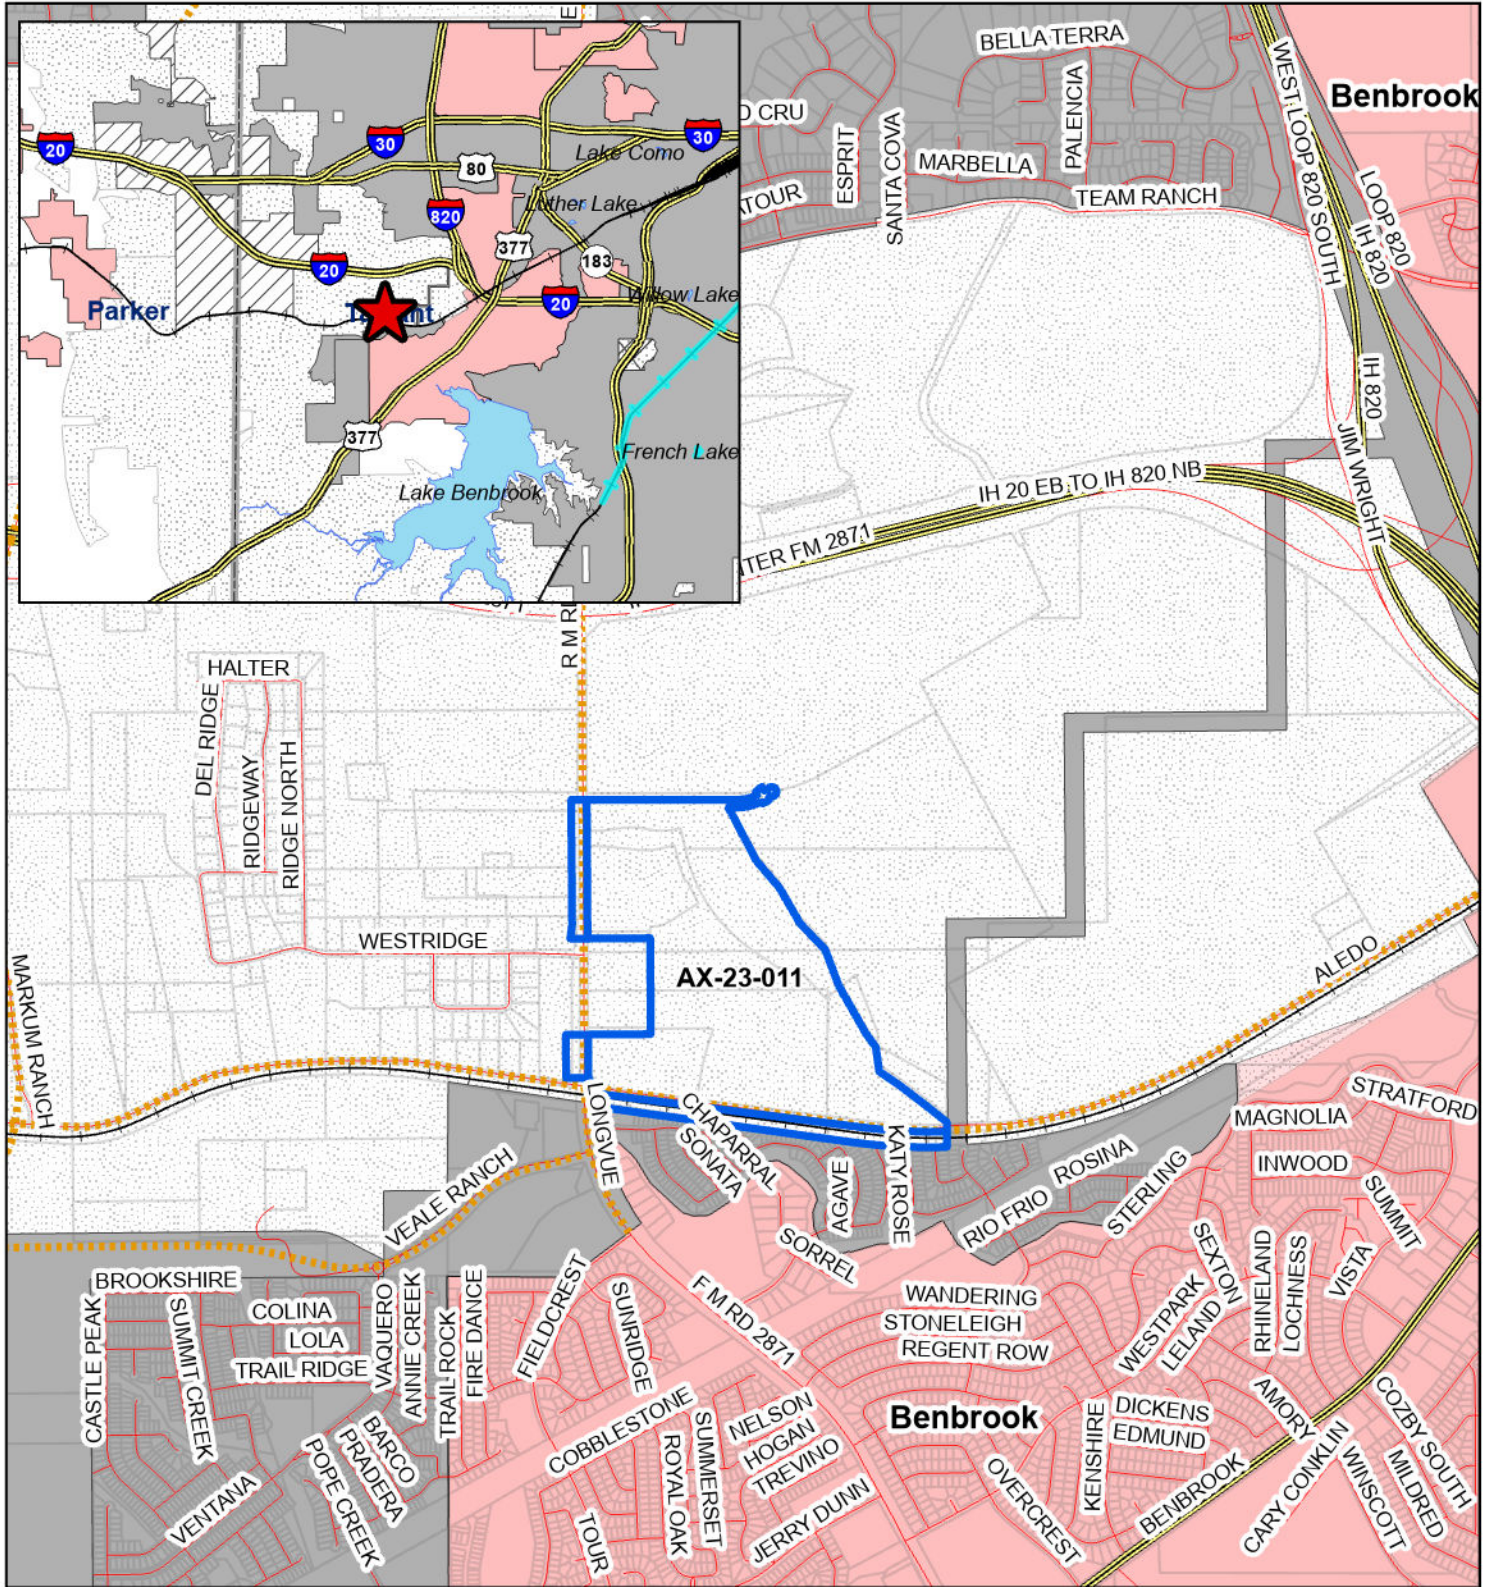 E
BELLA TERRA
PALENCIA
WEST LOOP 820 SOUTH
Benbrook
CRU
ESPRIT
SANTA COVA
MARBELLA
TEAM RANCH
LOOP 820
IH 820
20
30
30
Lake Como
80
Luther Lake
820
377
183
20
20
Willow Lake
Parker
377
French Lake
Lake Benbrook
IH 820
JIM WRIGHT
IH 20 EB TO IH 820 NB
FM 2871
R M R
HALTER
DEL RIDGE
RIDGEWAY
RIDGE NORTH
WESTRIDGE
AX-23-011
MARKUM RANCH
ALEDO
LONGVUE
CHAPARRAL
SONATA
KATY ROSE
AGAVE
STRATFORD
MAGNOLIA
ROSINA
INWOOD
RIO FRIO
STERLING
SUMMIT
VEALE RANCH
SORREL
SEXTON
RHINELAND
LOCHNESS
VISTA
BROOKSHIRE
COLINA
LOLA
TRAIL RIDGE
CASTLE PEAK
SUMMIT CREEK
VAQUERO
ANNIE CREEK
TRAILROCK
FIRE DANCE
FIELDCREST
SUNRIDGE
F M RD 2871
WANDERING
STONELEIGH
REGENT ROW
WESTPARK
LELAND
Benbrook
COBBLESTONE
SUMMERSET
ROYAL OAK
NELSON
HOGAN
TREVINO
JERRY DUNN
TOUR
BARCO
PRADERA
POPE CREEK
VENTANA
KENSHIRE
DICKENS
EDMUND
OVERCREST
BENBROOK
AMORY
CARY CONKLIN
WINSCOTT
MILDRED
COZBY SOUTH